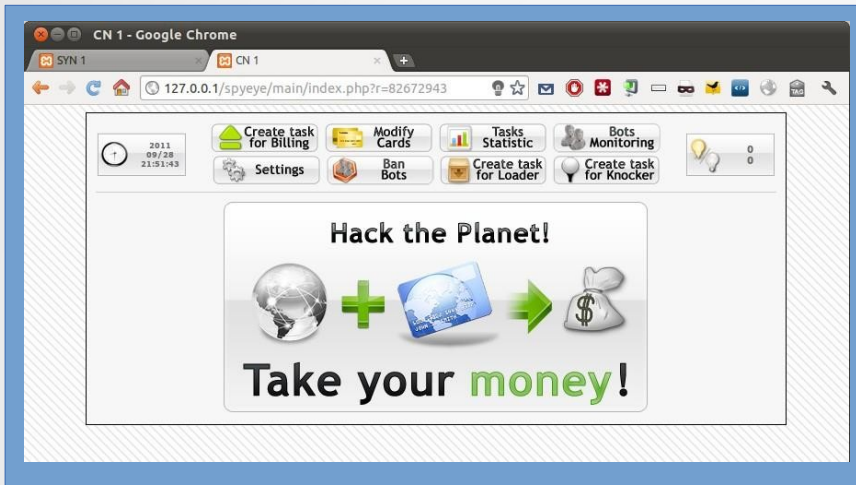 CN 1 - Google Chrome
SYN 1
CN 1
127.0.0.1/spyeye/main/index.php?r=82672943
TAG
2011
09/28
21:51:43
Create task
for Billing
Modify
Cards
Tasks
Statistic
Bots
Monitoring
Settings
Ban
Bots
Create task
for Loader
Create task
for Knocker
0
0
Hack the Planet!
$
Take your money!